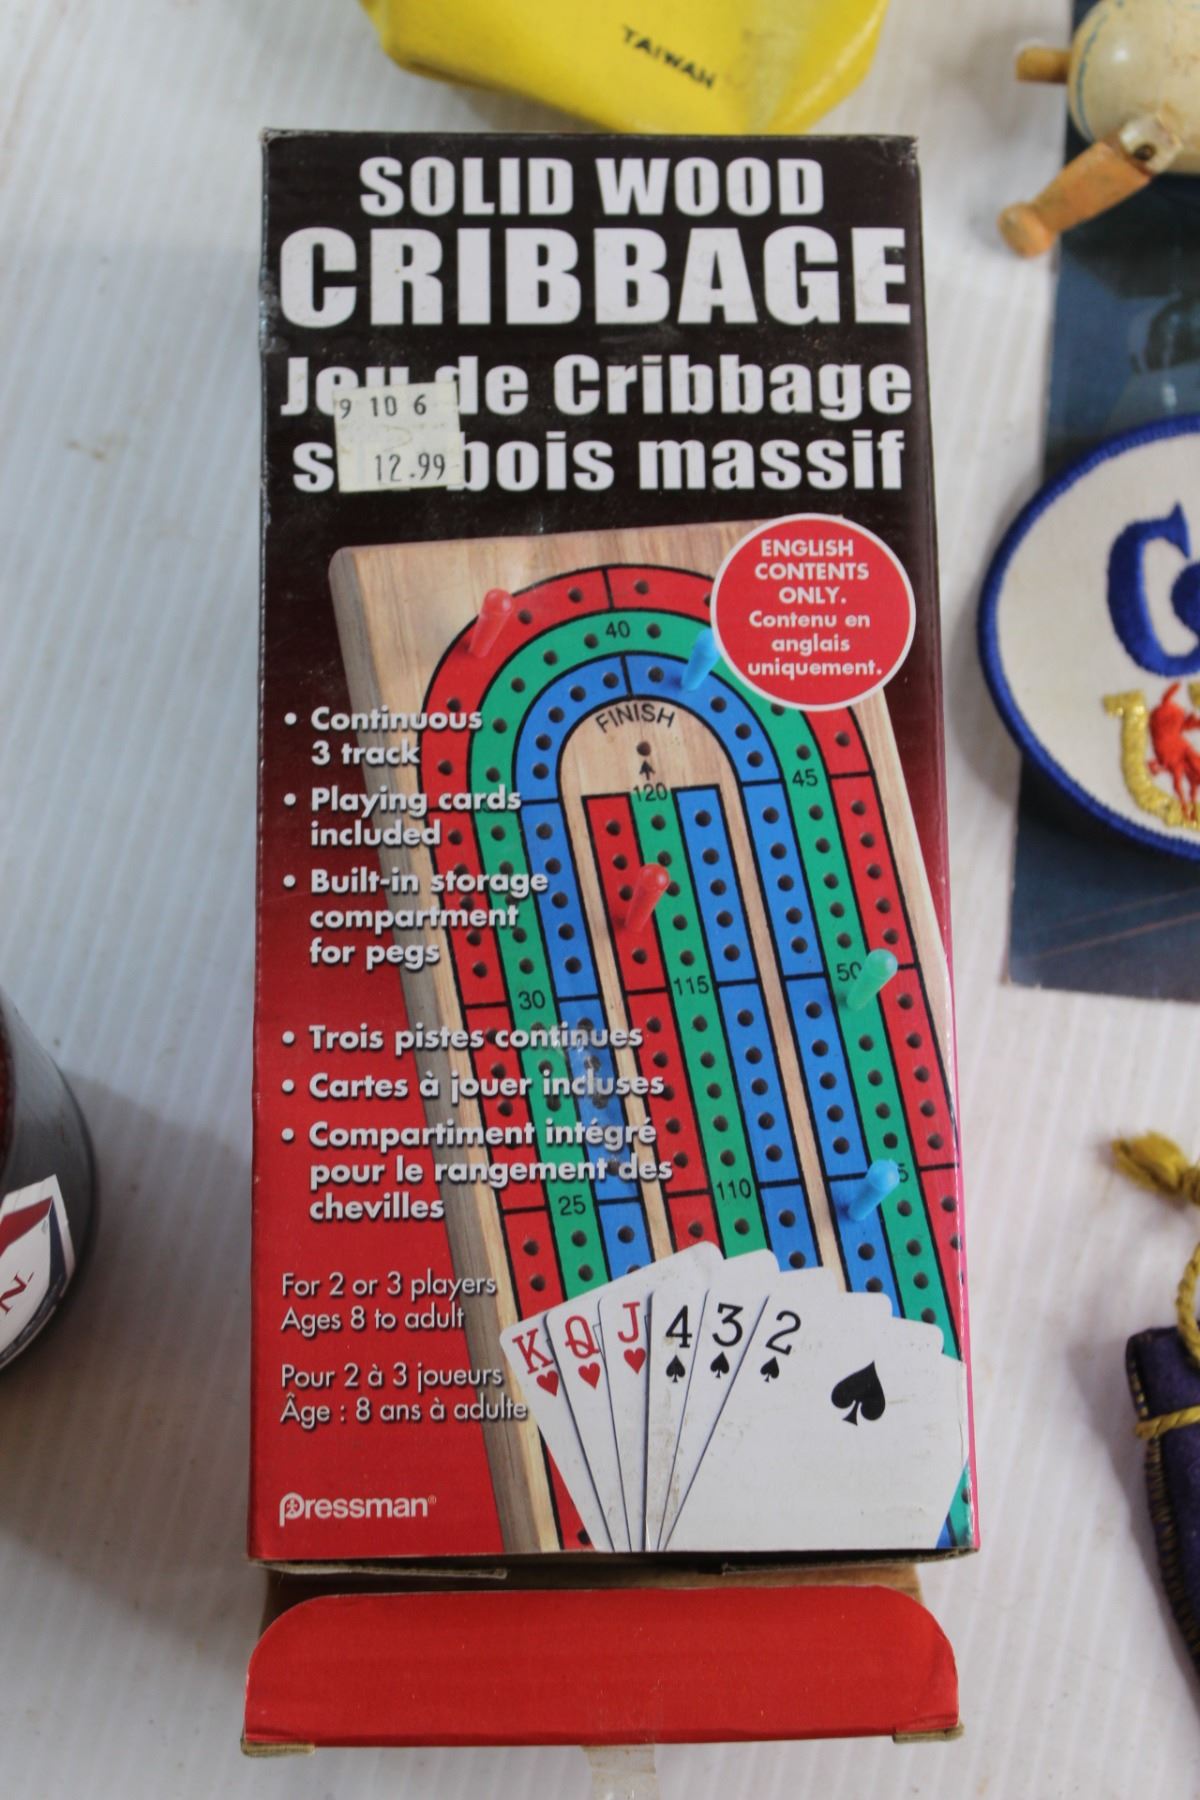 TAIWAN
SOLID WOOD
CRIBBAGE
Jeu de Cribbage
9 10 6
12.99
bois massif
ENGLISH
CONTENTS
ONLY.
Contenu en
anglais
uniquement.
40
FINISH
45
120
• Continuous
3 track
• Playing cards
included
• Built-in storage
compartment
for pegs
50
115
30
• Trois pistes continues
• Cartes à jouer incluses
• Compartiment intégré
pour le rangement des
chevilles
110
25
For 2 or 3 players
Ages 8 to adult
Pour 2 à 3 joueurs
Âge : 8 ans à adulte
K Q J 4 3 2
Pressman®
N